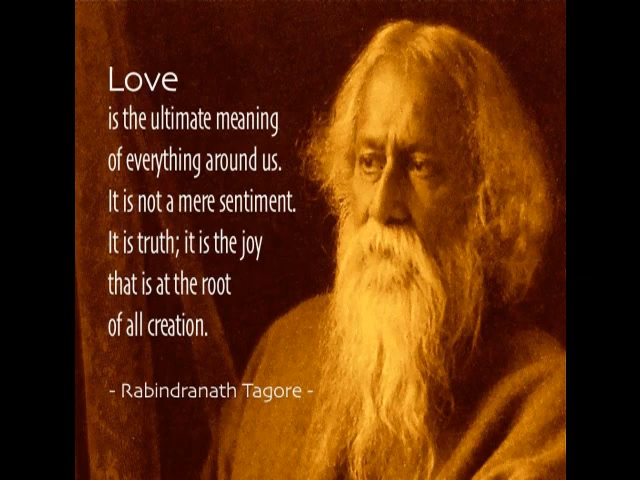 Love
is the ultimate meaning
of everything around us.
It is not a mere sentiment.
It is truth; it is the joy
that is at the root
of all creation.
- Rabindranath Tagore -